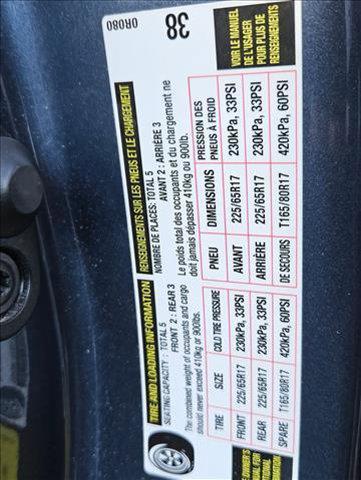 TIRE AND LOADING INFORMATION
SEATING CAPACITY : TOTAL 5
FRONT 2 : REAR 3
The combined weight of occupants and cargo
should never exceed 410kg or 900lbs.
TIRE SIZE COLD TIRE PRESSURE
FRONT 225/65R17 230kPa, 33PSI
REAR 225/65R17 230kPa, 33PSI
SPARE T165/80R17 420kPa, 60PSI
OWNER'S
RENSEIGNEMENTS SUR LES PNEUS ET LE CHARGEMENT
NOMBRE DE PLACES: TOTAL 5
AVANT 2 : ARRIÈRE 3
Le poids total des occupants et du chargement ne
doit jamais dépasser 410kg ou 900lb.
PNEU DIMENSIONS PRESSION DES
PNEUS À FROID
AVANT 225/65R17 230kPa, 33PSI
ARRIÈRE 225/65R17 230kPa, 33PSI
DE SECOURS T165/80R17 420kPa, 60PSI
VOIR LE MANUEL
DE L'USAGER
POUR PLUS DE
RENSEIGNEMENTS
38
0R080